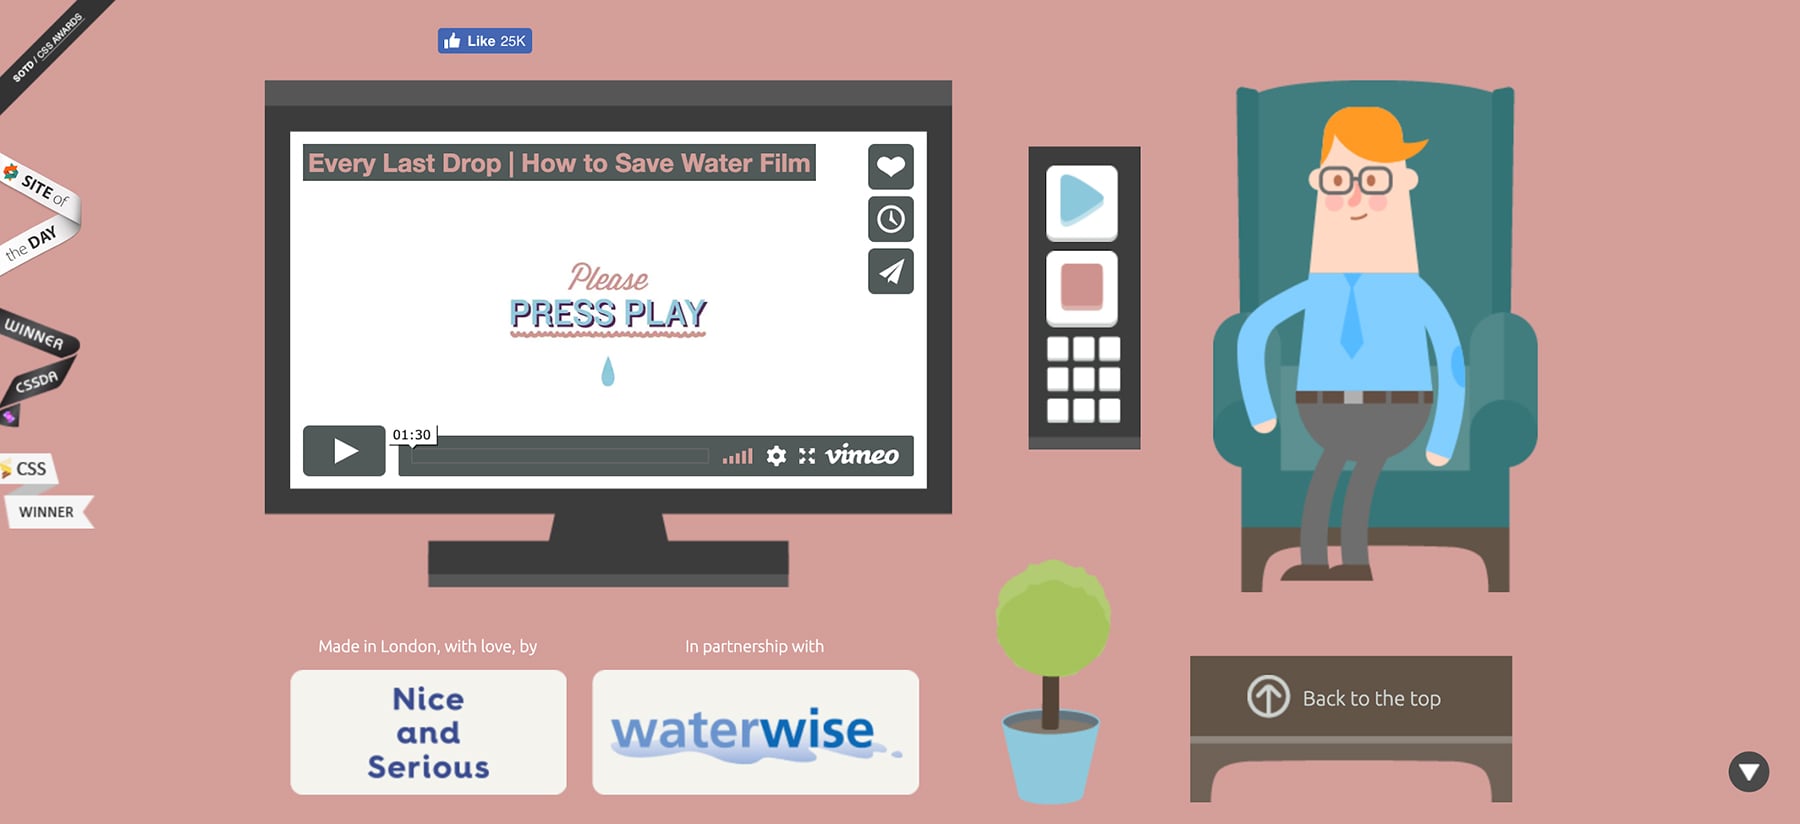 SOTD / CSS AWARDS
Like 25K
SITE of
the DAY
WINNER
CSSDA
CSS
WINNER
Every Last Drop | How to Save Water Film
Please
PRESS PLAY
01:30
vimeo
Made in London, with love, by
Nice
and
Serious
In partnership with
waterwise
Back to the top